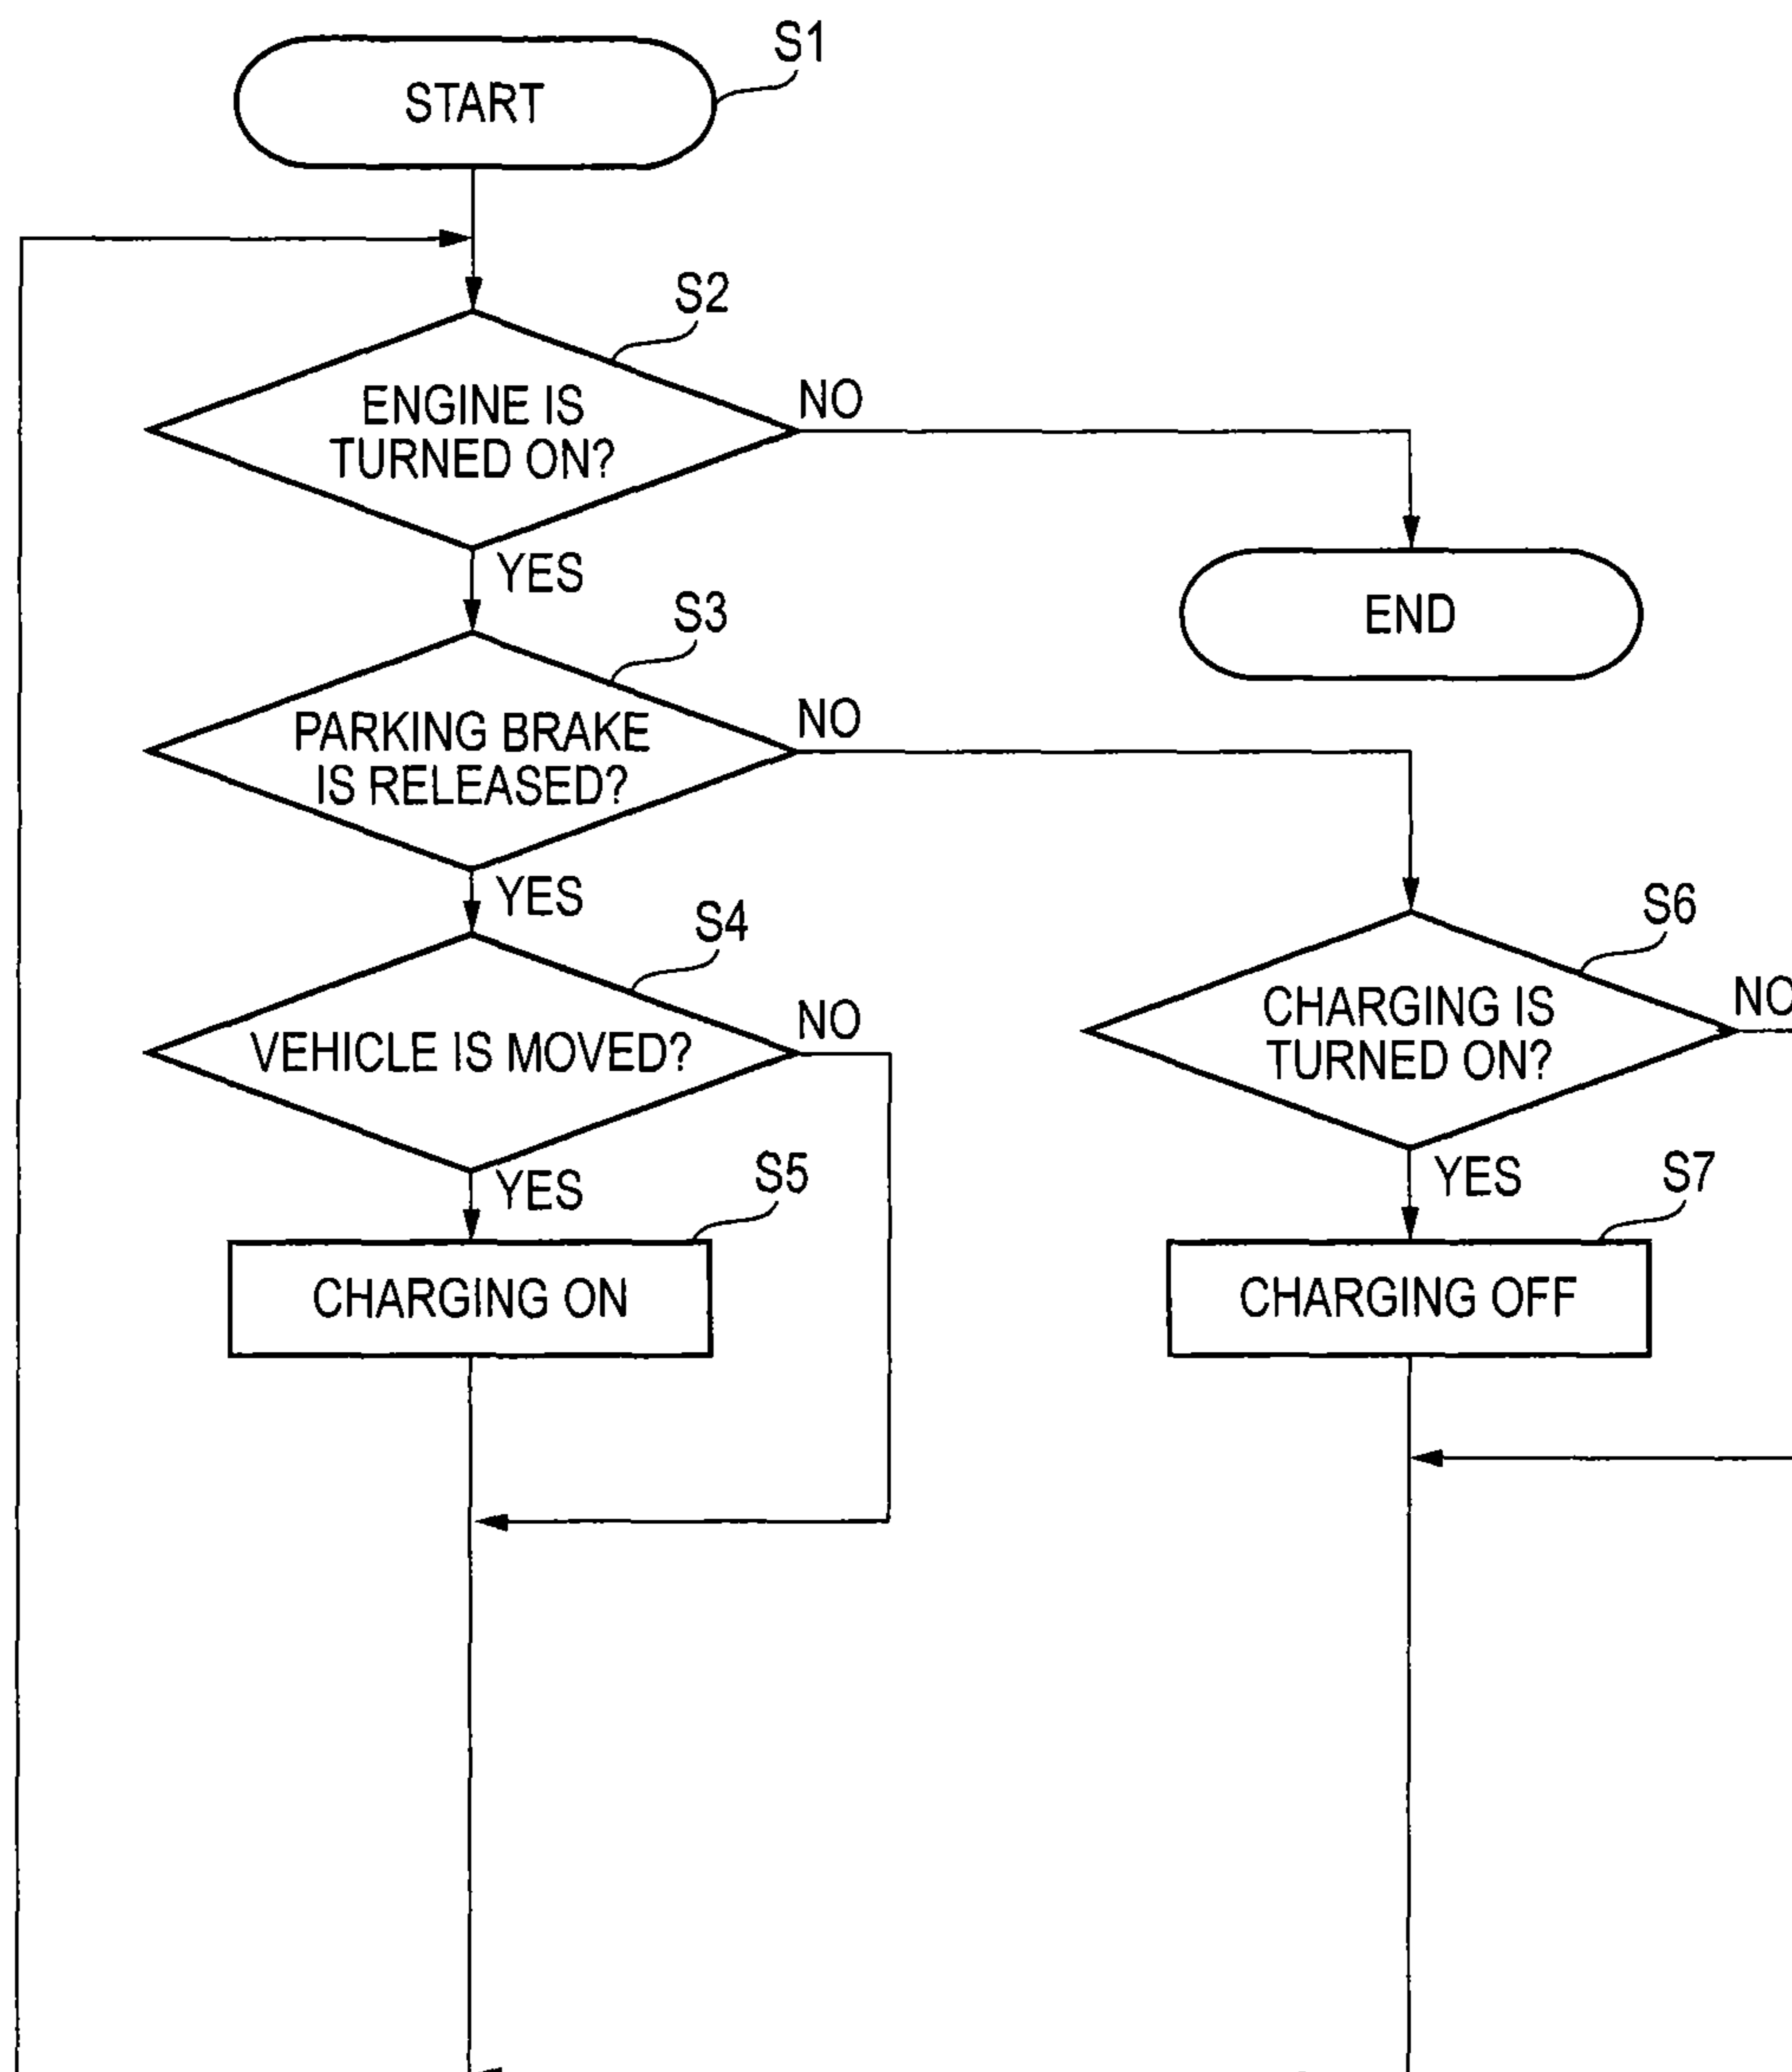 S1
START
S2
ENGINE IS
TURNED ON?
NO
YES
END
S3
PARKING BRAKE
IS RELEASED?
NO
YES
S4
VEHICLE IS MOVED?
NO
YES
S6
CHARGING IS
TURNED ON?
NO
YES
S5
CHARGING ON
S7
CHARGING OFF